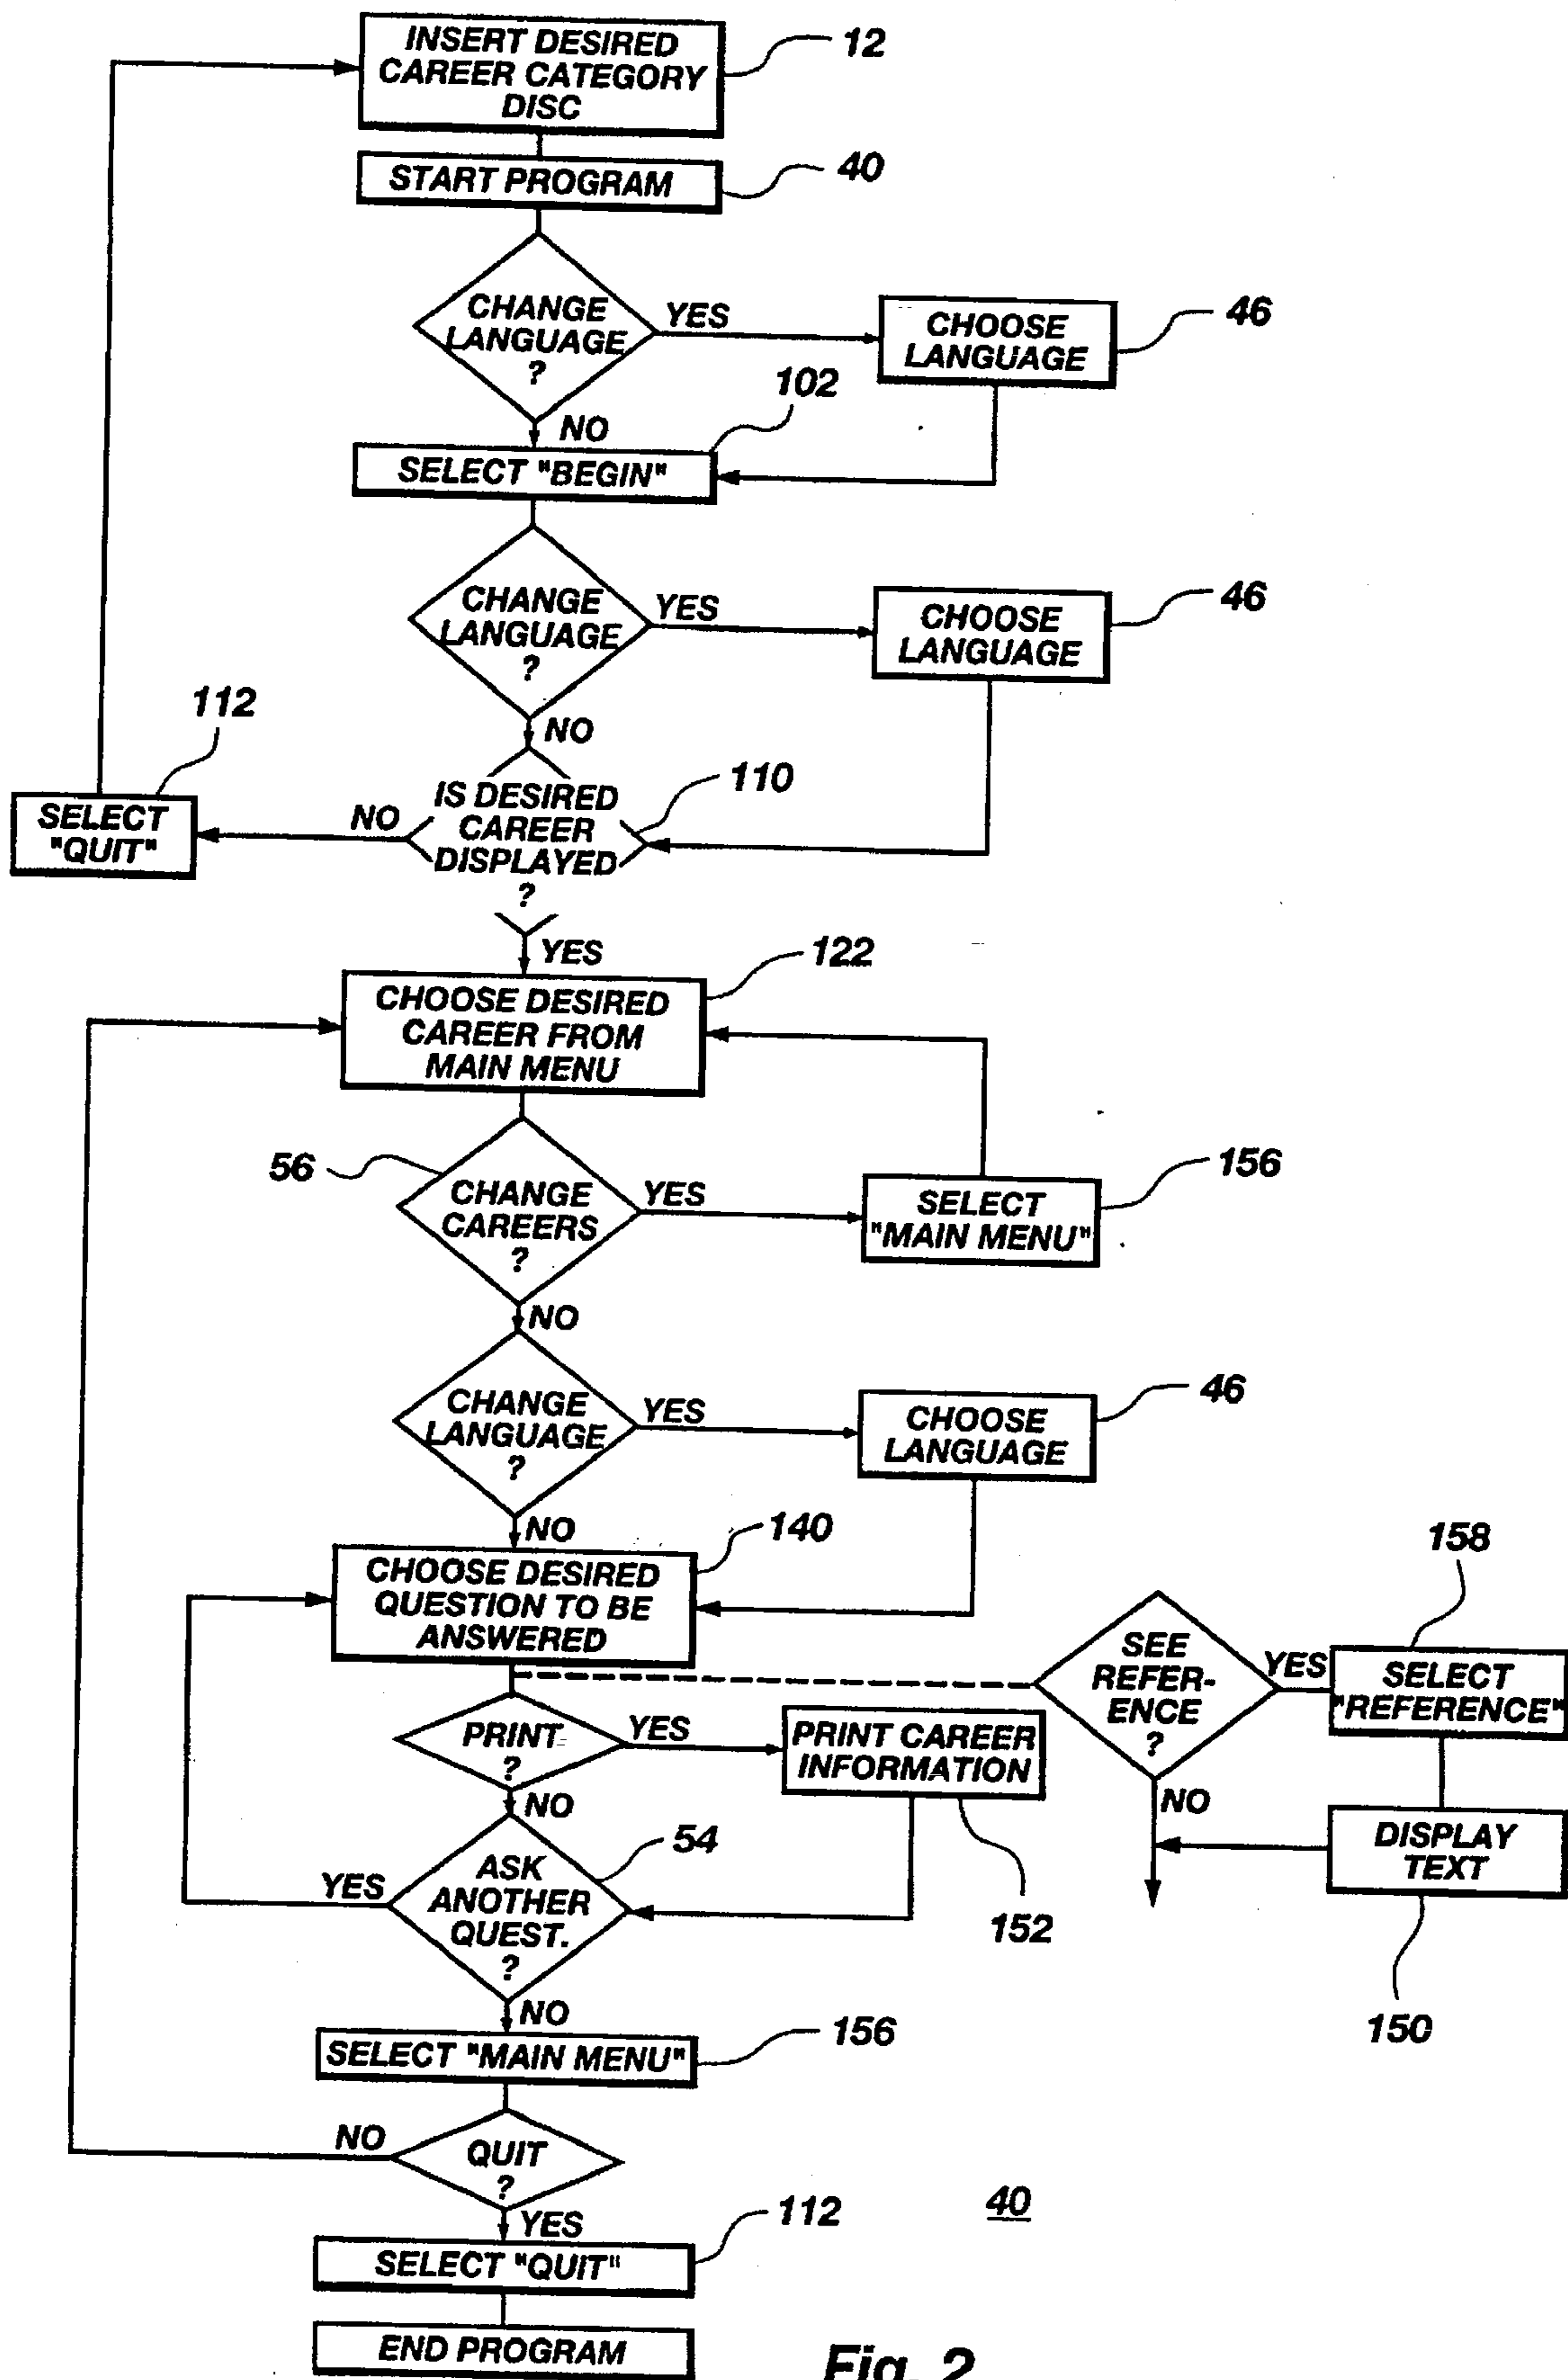 INSERT DESIRED
CAREER CATEGORY
DISC
12
START PROGRAM
40
CHANGE
LANGUAGE
?
YES
CHOOSE
LANGUAGE
46
NO
102
SELECT "BEGIN"
CHANGE
LANGUAGE
?
YES
CHOOSE
LANGUAGE
46
NO
112
SELECT
"QUIT"
NO
IS DESIRED
CAREER
DISPLAYED
?
110
YES
122
CHOOSE DESIRED
CAREER FROM
MAIN MENU
56
CHANGE
CAREERS
?
YES
SELECT
"MAIN MENU"
156
NO
CHANGE
LANGUAGE
?
YES
CHOOSE
LANGUAGE
46
NO
140
CHOOSE DESIRED
QUESTION TO BE
ANSWERED
SEE
REFER-
ENCE
?
YES
158
SELECT
"REFERENCE"
PRINT
?
YES
PRINT CAREER
INFORMATION
NO
NO
DISPLAY
TEXT
54
YES
ASK
ANOTHER
QUEST.
?
152
150
NO
SELECT "MAIN MENU"
156
NO
QUIT
?
40
YES
112
SELECT "QUIT"
END PROGRAM
Fig. 2